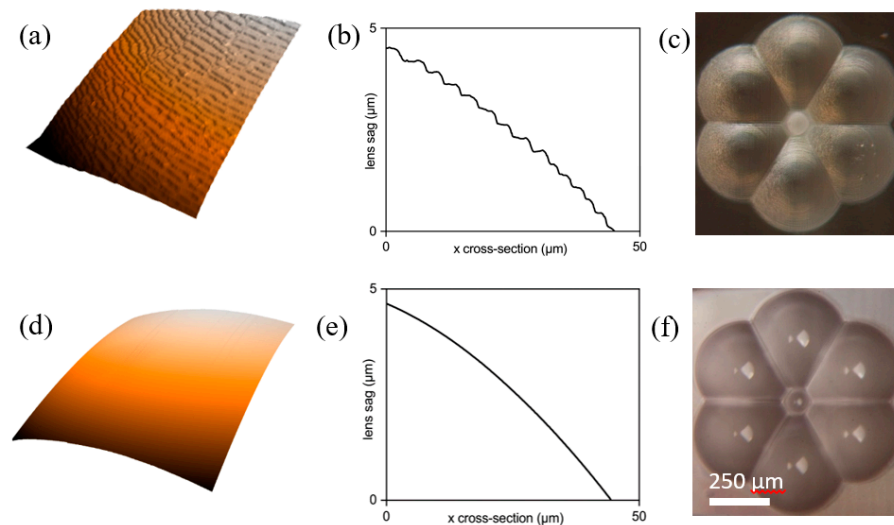 (a)
(b)
5
lens sag (µm)
0
0
50
x cross-section (µm)
(c)
(d)
(e)
5
lens sag (µm)
0
0
50
x cross-section (µm)
(f)
250 µm